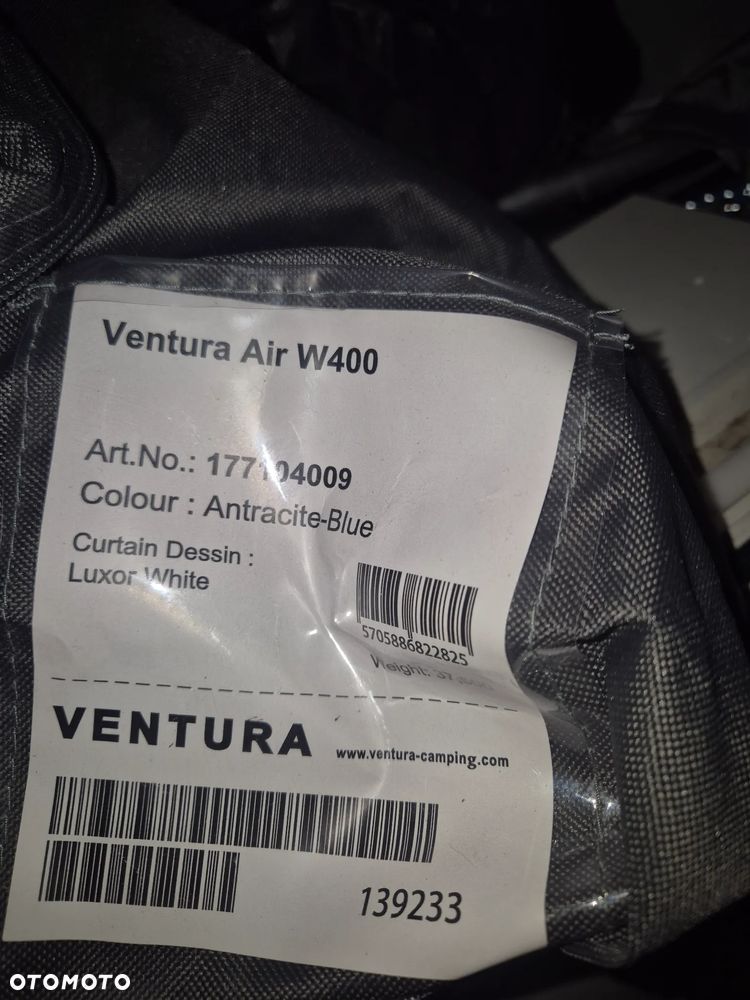 Ventura Air W400
Art.No.: 177104009
Colour : Antracite-Blue
Curtain Dessin :
Luxor White
5705886822825
Weight:
VENTURA www.ventura-camping.com
139233
OTOMOTO